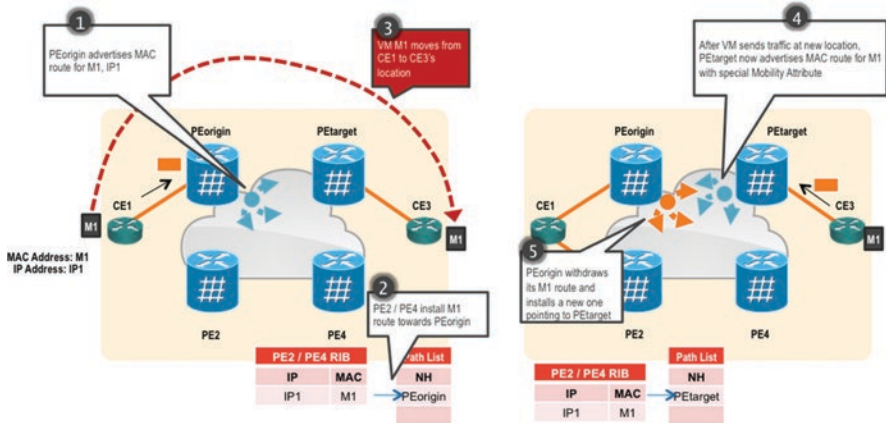 1
PEorigin advertises MAC
route for M1, IP1
3
VM M1 moves from
CE1 to CE3's
location
PEorigin
PEtarget
CE1
CE3
M1
M1
MAC Address: M1
IP Address: IP1
2
PE2 / PE4 install M1
route towards PEorigin
PE2
PE4
PE2 / PE4 RIB
Path List
IP MAC NH
IP1 M1 PEorigin
4
After VM sends traffic at new location,
PEtarget now advertises MAC route for M1
with special Mobility Attribute
PEorigin
PEtarget
CE1
CE3
M1
5
PEorigin withdraws
its M1 route and
installs a new one
pointing to PEtarget
PE2
PE4
Path List
PE2 / PE4 RIB
NH
IP MAC
PEtarget
IP1 M1